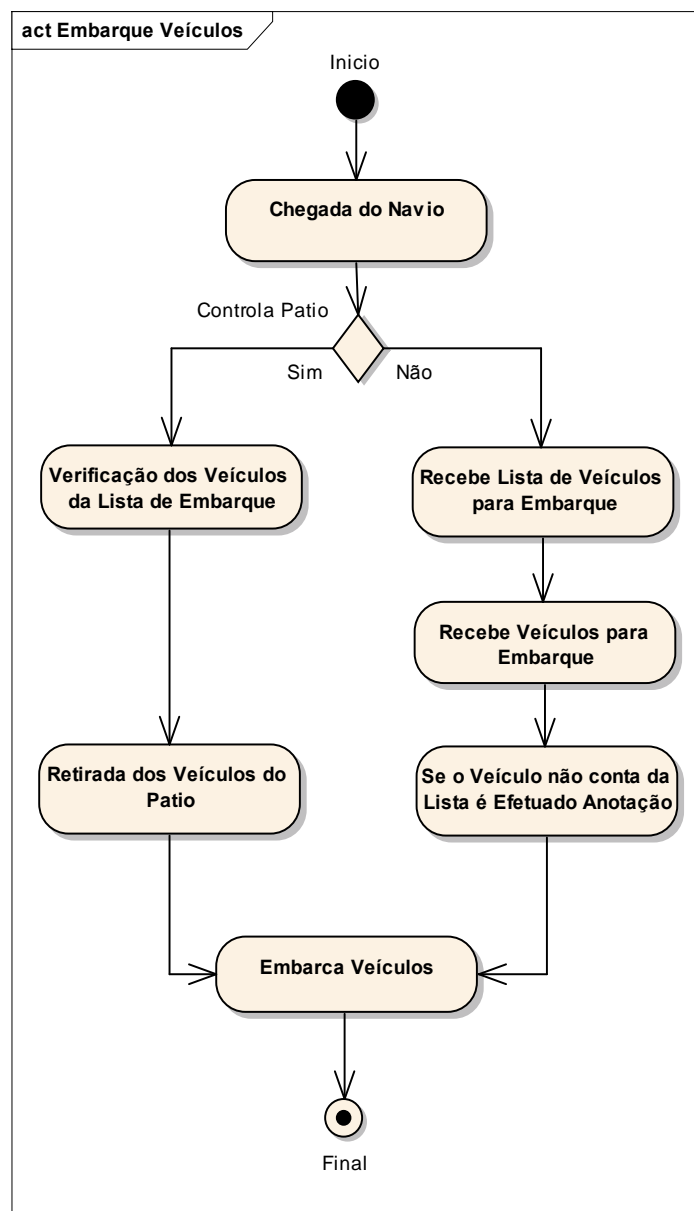 act Embarque Veículos
Inicio
Chegada do Navio
Controla Patio
Sim
Não
Verificação dos Veículos
da Lista de Embarque
Recebe Lista de Veículos
para Embarque
Recebe Veículos para
Embarque
Retirada dos Veículos do
Patio
Se o Veículo não conta da
Lista é Efetuado Anotação
Embarca Veículos
Final